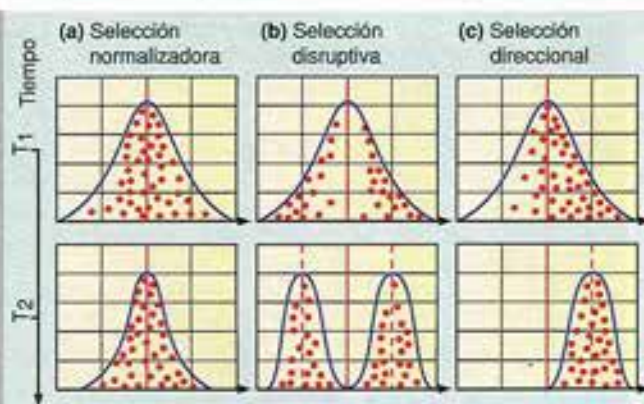 (a) Selección
normalizadora
(b) Selección
disruptiva
(c) Selección
direccional
Tiempo
T1
T2